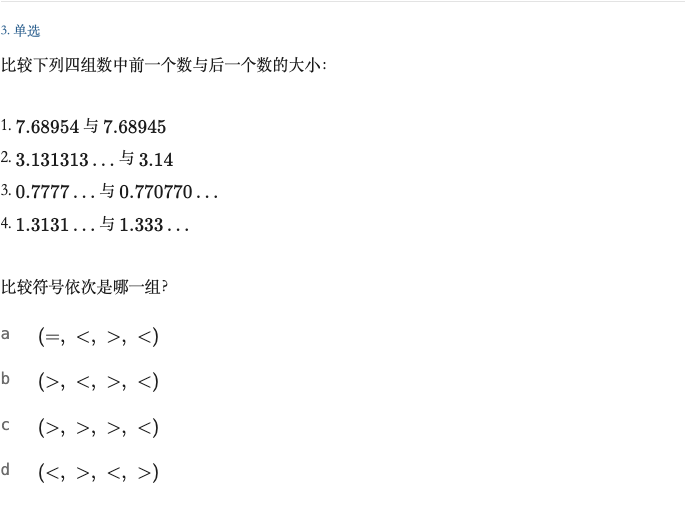 3. 单选
比较下列四组数中前一个数与后一个数的大小：
1. 7.68954 与 7.68945
2. 3.131313... 与 3.14
3. 0.7777... 与 0.770770...
4. 1.3131... 与 1.333...
比较符号依次是哪一组？
a (=, <, >, <)
b (>, <, >, <)
c (>, >, >, <)
d (<, >, <, >)